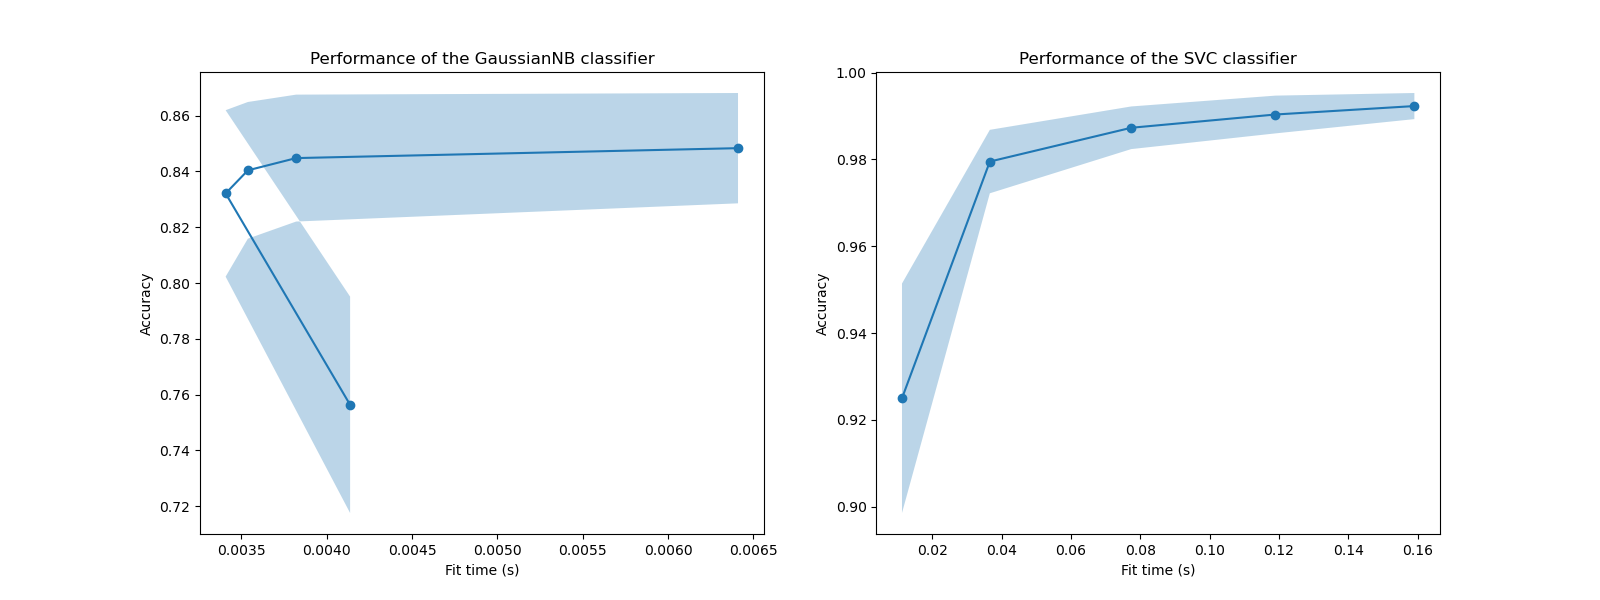 Performance of the GaussianNB classifier
0.86
0.84
0.82
0.80
0.78
0.76
0.74
0.72
Accuracy
0.0035 0.0040 0.0045 0.0050 0.0055 0.0060 0.0065
Fit time (s)
Performance of the SVC classifier
1.00
0.98
0.96
0.94
0.92
0.90
Accuracy
0.02 0.04 0.06 0.08 0.10 0.12 0.14 0.16
Fit time (s)